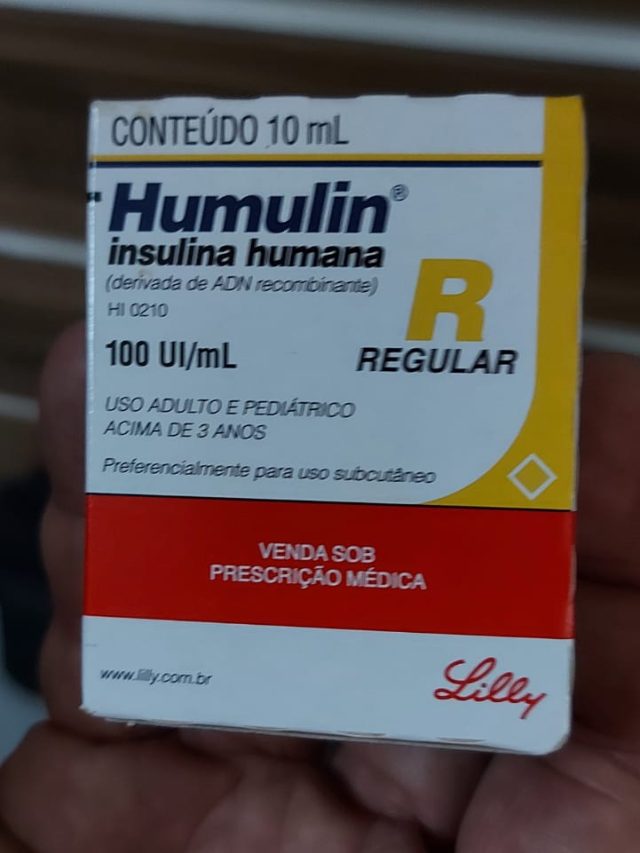 CONTEÚDO 10 mL
Humulin®
insulina humana
(derivada de ADN recombinante)
HI 0210
R
100 UI/mL
REGULAR
USO ADULTO E PEDIÁTRICO
ACIMA DE 3 ANOS
Preferencialmente para uso subcutâneo
VENDA SOB
PRESCRIÇÃO MÉDICA
www.lilly.com.br
Lilly